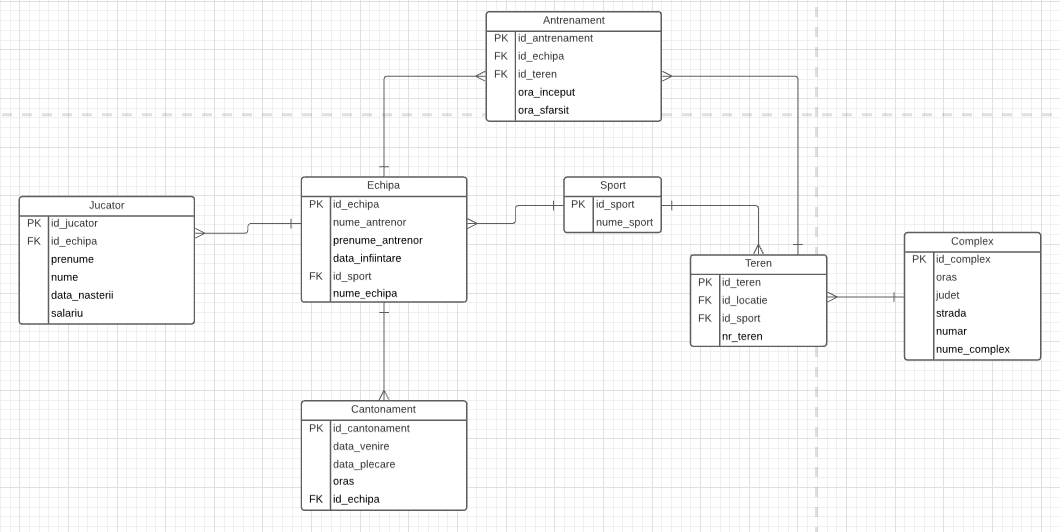 Antrenament
PK id_antrenament
FK id_echipa
FK id_teren
ora_inceput
ora_sfarsit
Jucator
PK id_jucator
FK id_echipa
prenume
nume
data_nasterii
salariu
Echipa
PK id_echipa
nume_antrenor
prenume_antrenor
data_infiintare
FK id_sport
nume_echipa
Sport
PK id_sport
nume_sport
Teren
PK id_teren
FK id_locatie
FK id_sport
nr_teren
Complex
PK id_complex
oras
judet
strada
numar
nume_complex
Cantonament
PK id_cantonament
data_venire
data_plecare
oras
FK id_echipa